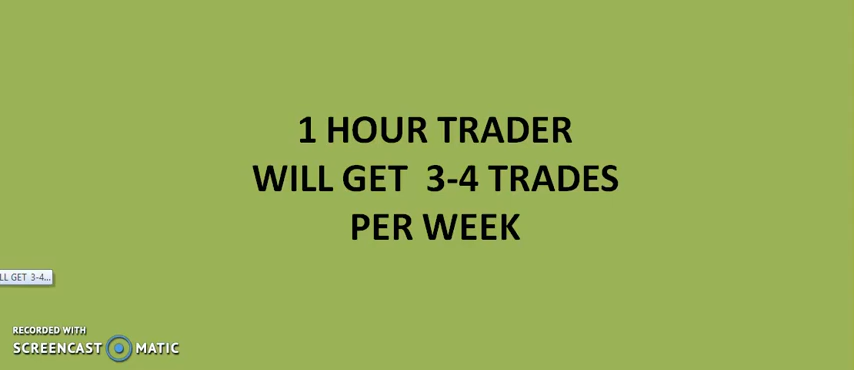 1 HOUR TRADER
WILL GET 3-4 TRADES
PER WEEK
LL GET 3-4...
RECORDED WITH
SCREENCAST MATIC